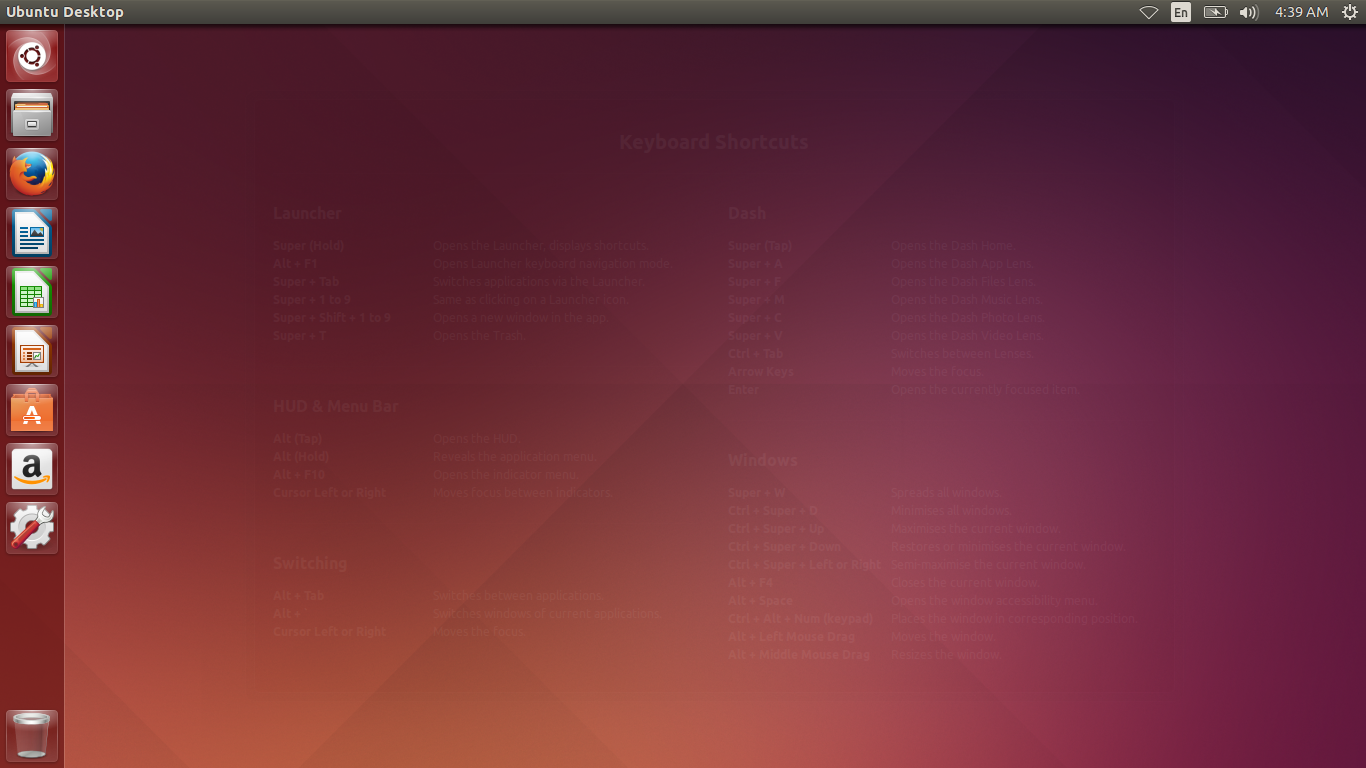 Ubuntu Desktop
En
4:39 AM
Keyboard Shortcuts
Launcher
Super (Hold) Opens the Launcher, displays shortcuts.
Alt + F1 Opens Launcher keyboard navigation mode.
Super + Tab Switches applications via the Launcher.
Super + 1 to 9 Same as clicking on a Launcher icon.
Super + Shift + 1 to 9 Opens a new window in the app.
Super + T Opens the Trash.
HUD & Menu Bar
Alt (Tap) Opens the HUD.
Alt (Hold) Reveals the application menu.
Alt + F10 Opens the indicator menu.
Cursor Left or Right Moves focus between indicators.
Switching
Alt + Tab Switches between applications.
Alt + ` Switches windows of current applications.
Cursor Left or Right Moves the focus.
Dash
Super (Tap) Opens the Dash Home.
Super + A Opens the Dash App Lens.
Super + F Opens the Dash Files Lens.
Super + M Opens the Dash Music Lens.
Super + C Opens the Dash Photo Lens.
Super + V Opens the Dash Video Lens.
Ctrl + Tab Switches between Lenses.
Arrow Keys Moves the focus.
Enter Opens the currently focused item.
Windows
Super + W Spreads all windows.
Ctrl + Super + D Minimises all windows.
Ctrl + Super + Up Maximises the current window.
Ctrl + Super + Down Restores or minimises the current window.
Ctrl + Super + Left or Right Semi-maximise the current window.
Alt + F4 Closes the current window.
Alt + Space Opens the window accessibility menu.
Ctrl + Alt + Num (keypad) Places the window in corresponding position.
Alt + Left Mouse Drag Moves the window.
Alt + Middle Mouse Drag Resizes the window.